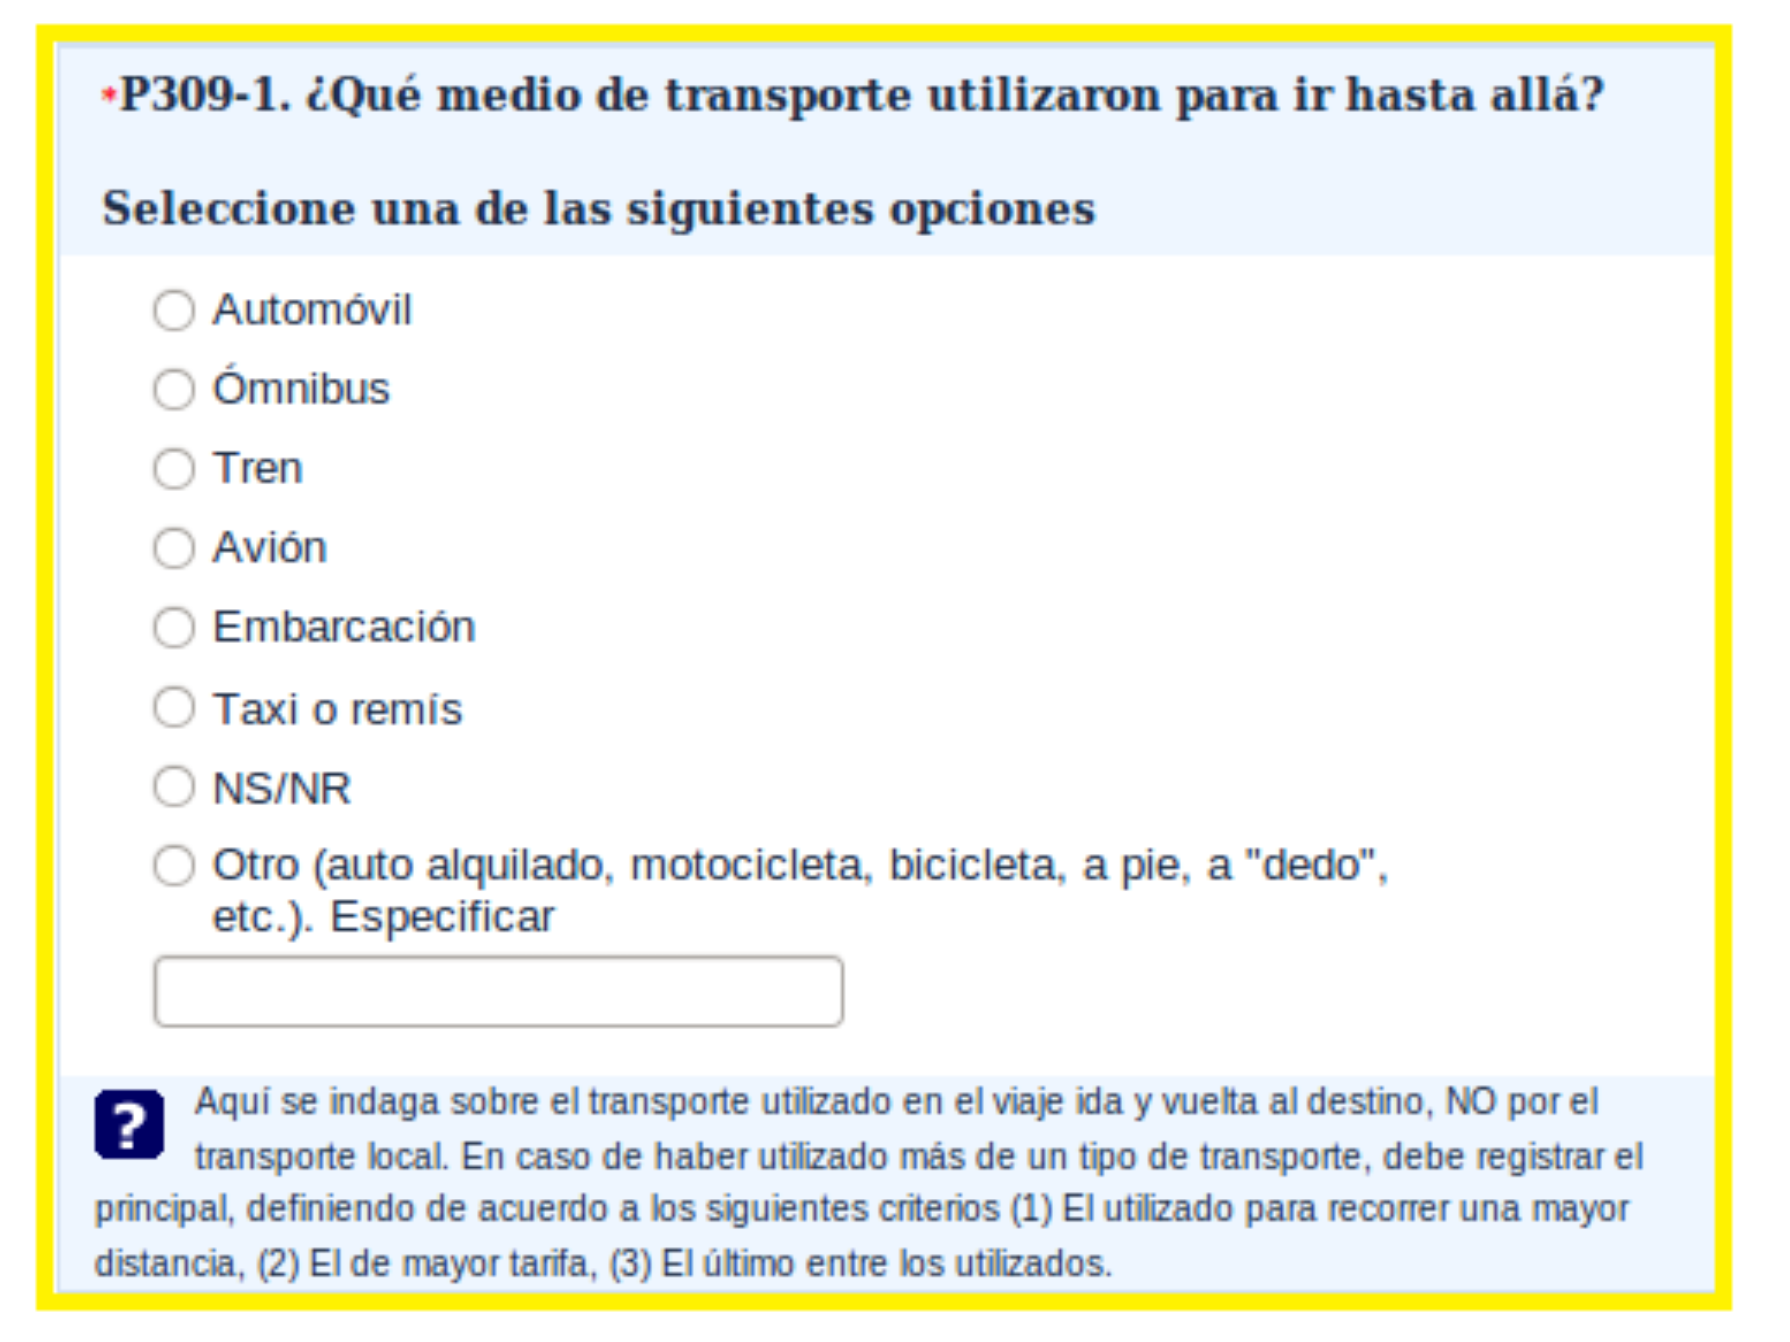 *P309-1. ¿Qué medio de transporte utilizaron para ir hasta allá?
Seleccione una de las siguientes opciones
Automóvil
Ómnibus
Tren
Avión
Embarcación
Taxi o remís
NS/NR
Otro (auto alquilado, motocicleta, bicicleta, a pie, a "dedo",
etc.). Especificar
? Aquí se indaga sobre el transporte utilizado en el viaje ida y vuelta al destino, NO por el
transporte local. En caso de haber utilizado más de un tipo de transporte, debe registrar el
principal, definiendo de acuerdo a los siguientes criterios (1) El utilizado para recorrer una mayor
distancia, (2) El de mayor tarifa, (3) El último entre los utilizados.